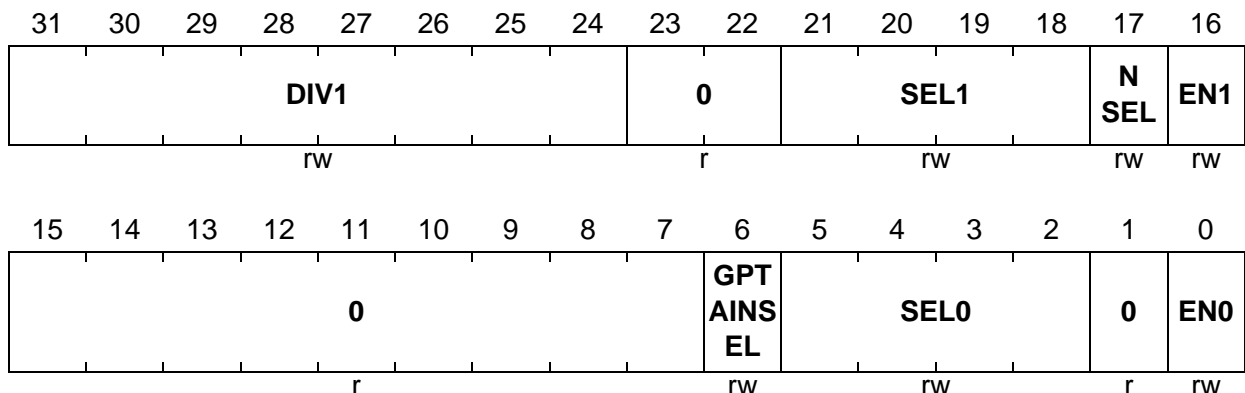 31 30 29 28 27 26 25 24 23 22 21 20 19 18 17 16
DIV1 0 SEL1 N SEL EN1
rw r rw rw rw
15 14 13 12 11 10 9 8 7 6 5 4 3 2 1 0
0 GPT AINS EL SEL0 0 EN0
r rw rw r rw